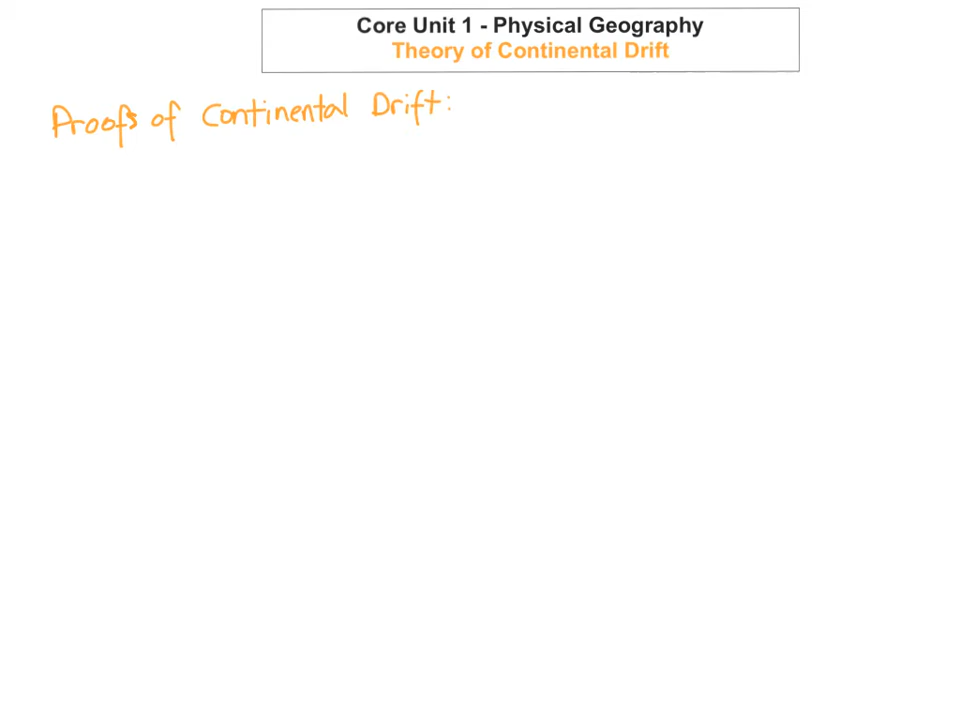 Core Unit 1 - Physical Geography
Theory of Continental Drift
Proofs of Continental Drift: